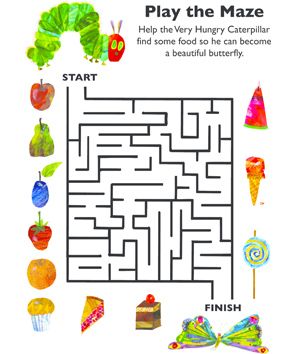 Play the Maze
Help the Very Hungry Caterpillar
find some food so he can become
a beautiful butterfly.
START
FINISH